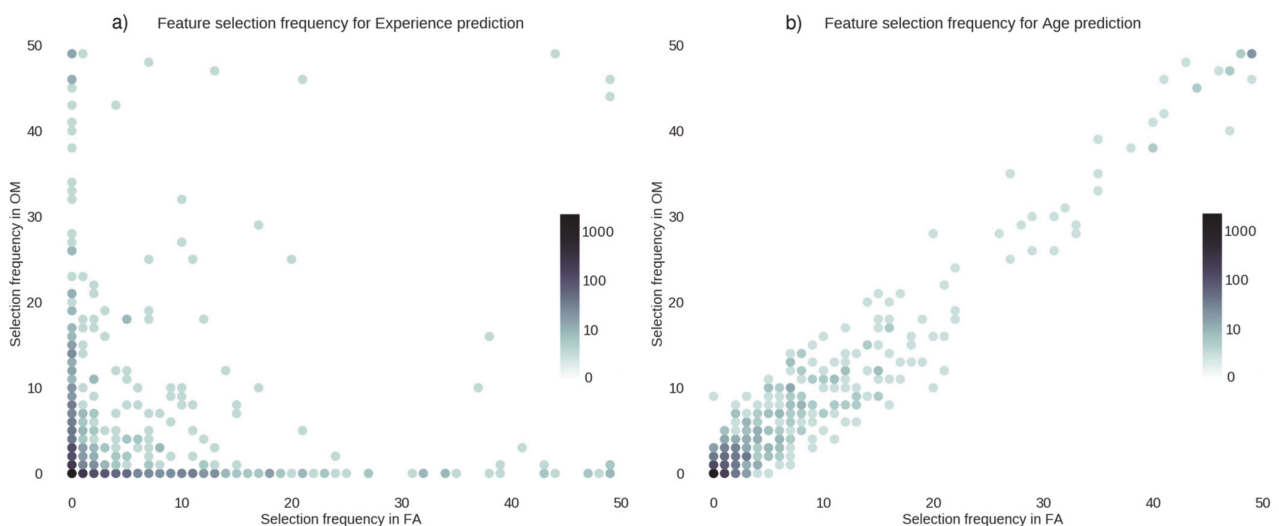 a) Feature selection frequency for Experience prediction
50
40
30
20
10
0
Selection frequency in OM
0 10 20 30 40 50
Selection frequency in FA
1000
100
10
0
b) Feature selection frequency for Age prediction
50
40
30
20
10
0
Selection frequency in OM
0 10 20 30 40 50
Selection frequency in FA
1000
100
10
0